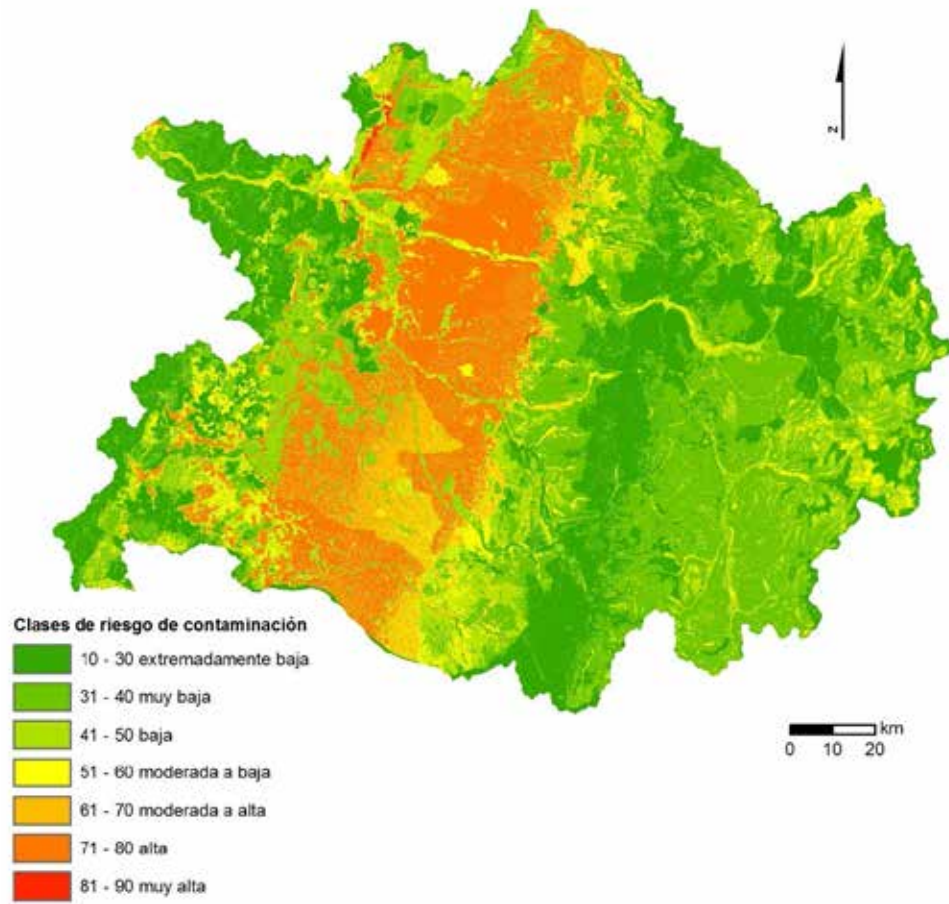 N
Clases de riesgo de contaminación
10 - 30 extremadamente baja
31 - 40 muy baja
41 - 50 baja
51 - 60 moderada a baja
61 - 70 moderada a alta
71 - 80 alta
81 - 90 muy alta
km
0 10 20